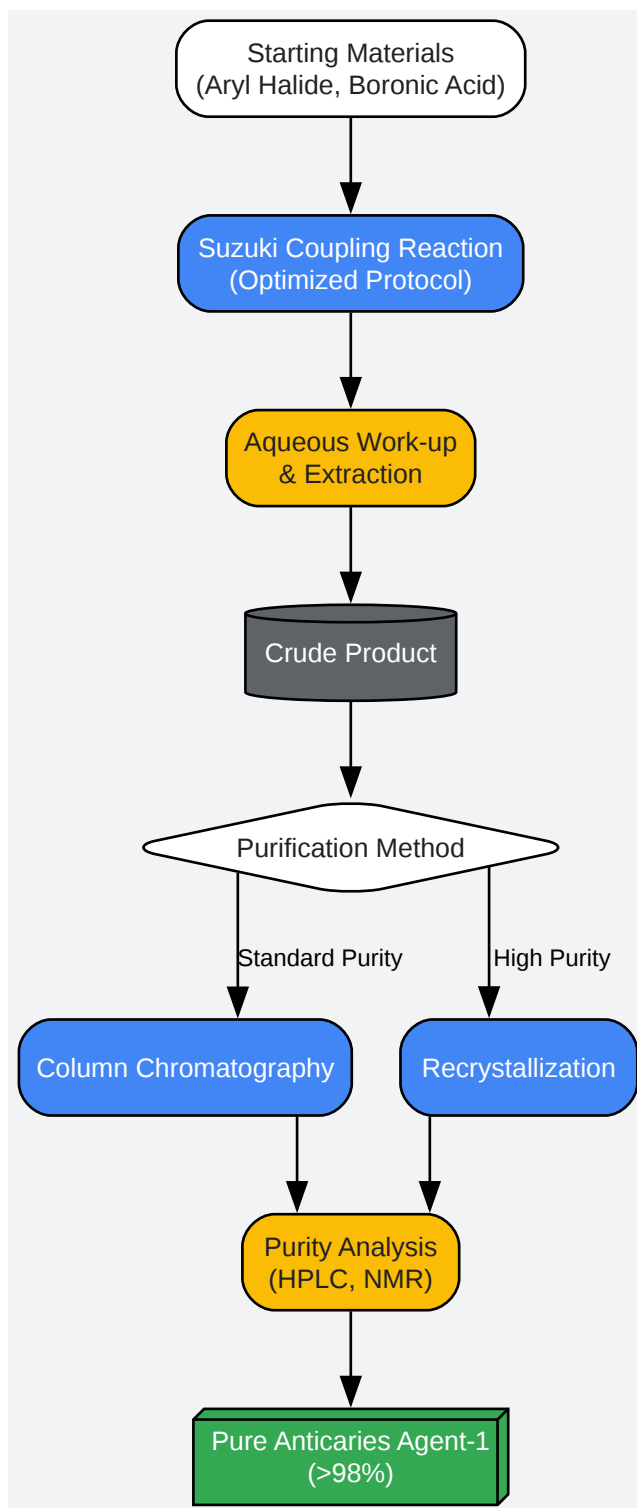 Starting Materials
(Aryl Halide, Boronic Acid)
Suzuki Coupling Reaction
(Optimized Protocol)
Aqueous Work-up
& Extraction
Crude Product
Purification Method
Standard Purity
High Purity
Column Chromatography
Recrystallization
Purity Analysis
(HPLC, NMR)
Pure Anticaries Agent-1
(>98%)